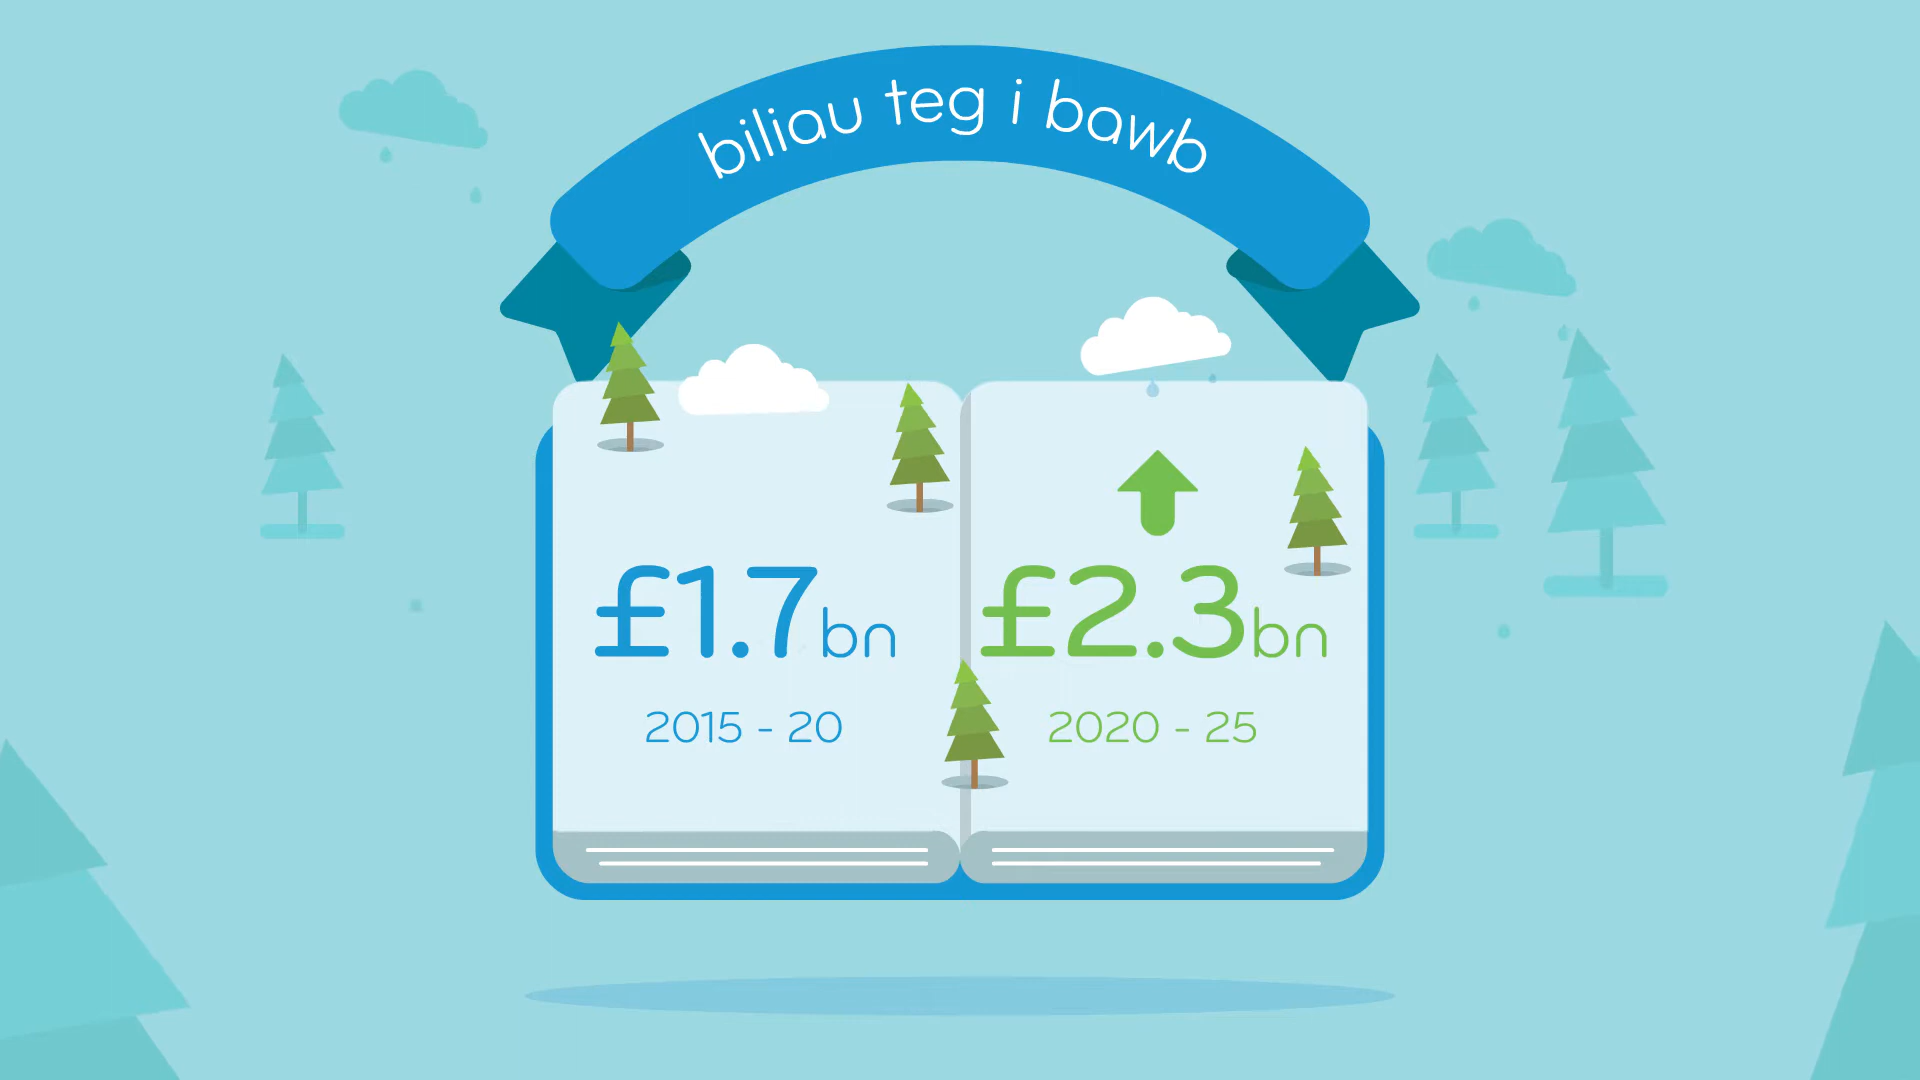 biliau teg i bawb
£1.7bn
2015 - 20
£2.3bn
2020 - 25